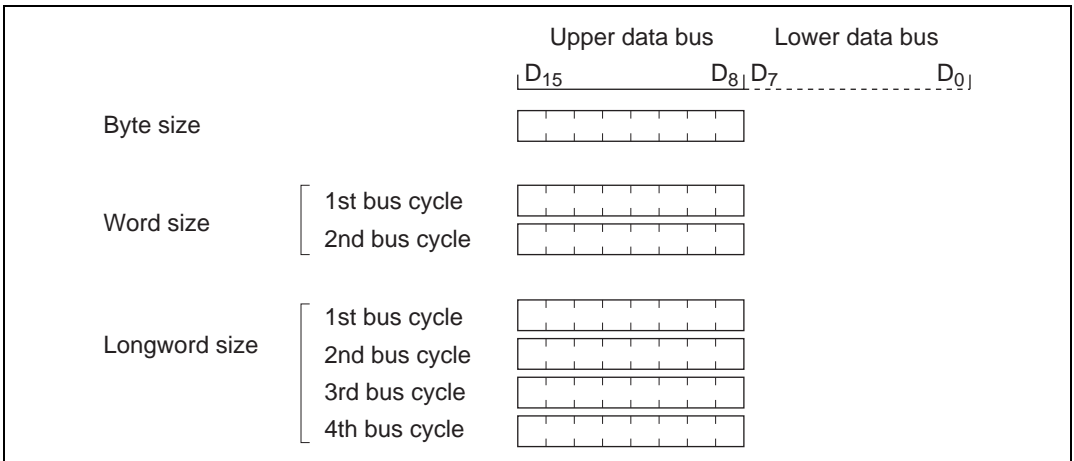 Upper data bus Lower data bus
D15 D8 D7 D0
Byte size
Word size
1st bus cycle
2nd bus cycle
Longword size
1st bus cycle
2nd bus cycle
3rd bus cycle
4th bus cycle